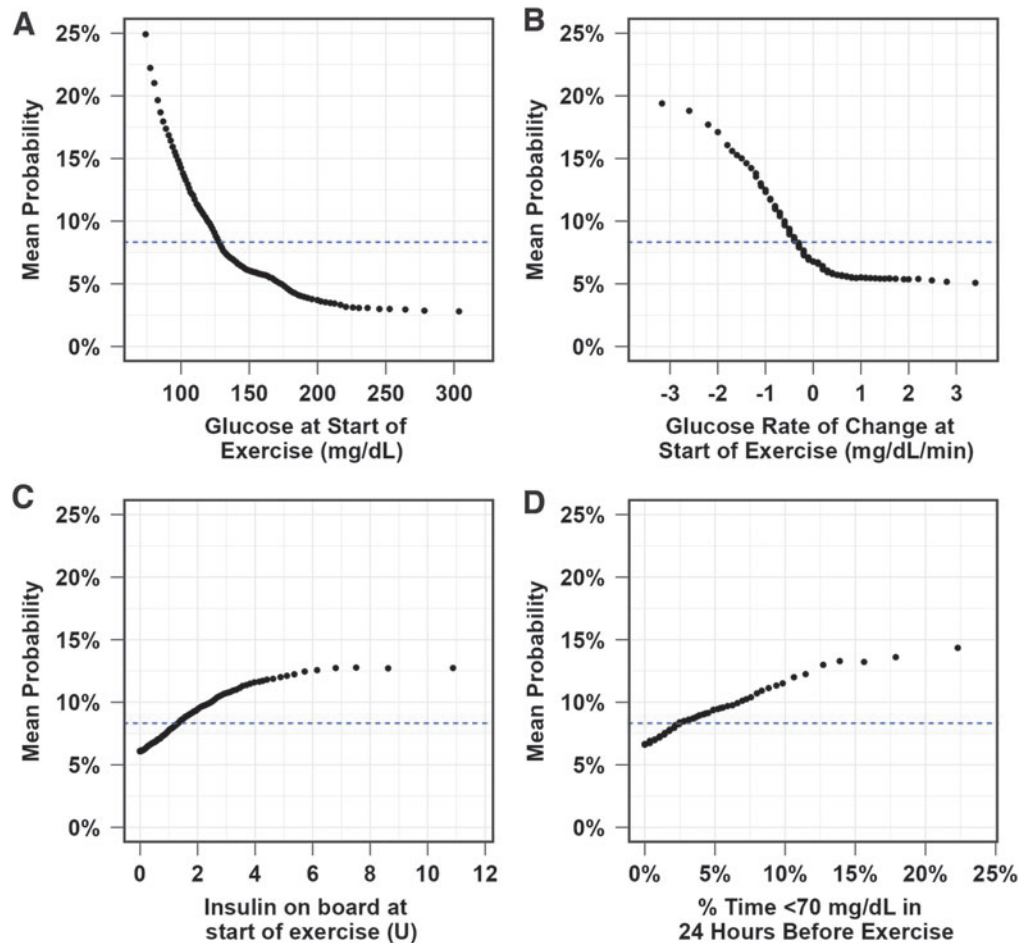 A
Mean Probability
25%
20%
15%
10%
5%
0%
100 150 200 250 300
Glucose at Start of
Exercise (mg/dL)
B
Mean Probability
25%
20%
15%
10%
5%
0%
-3 -2 -1 0 1 2 3
Glucose Rate of Change at
Start of Exercise (mg/dL/min)
C
Mean Probability
25%
20%
15%
10%
5%
0%
0 2 4 6 8 10 12
Insulin on board at
start of exercise (U)
D
Mean Probability
25%
20%
15%
10%
5%
0%
0% 5% 10% 15% 20% 25%
% Time <70 mg/dL in
24 Hours Before Exercise